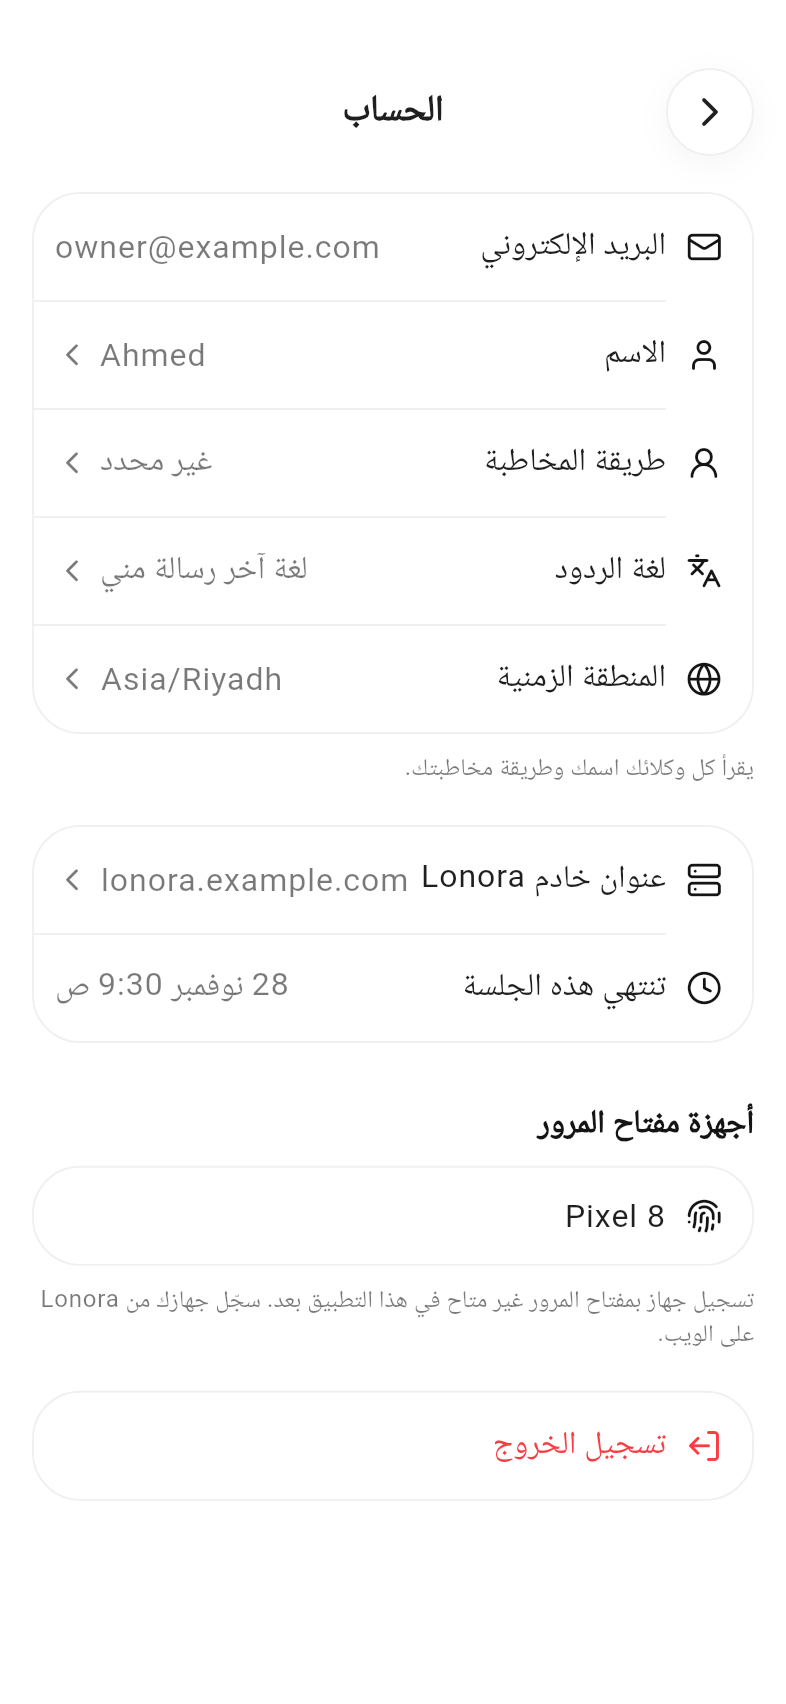 الحساب
البريد الإلكتروني owner@example.com
الاسم Ahmed
طريقة المخاطبة غير محدد
لغة الردود لغة آخر رسالة مني
المنطقة الزمنية Asia/Riyadh
يقرأ كل وكلائك اسمك وطريقة مخاطبتك.
عنوان خادم Lonora lonora.example.com
تنتهي هذه الجلسة 28 نوفمبر 9:30 ص
أجهزة مفتاح المرور
Pixel 8
تسجيل جهاز بمفتاح المرور غير متاح في هذا التطبيق بعد. سجّل جهازك من Lonora
على الويب.
تسجيل الخروج